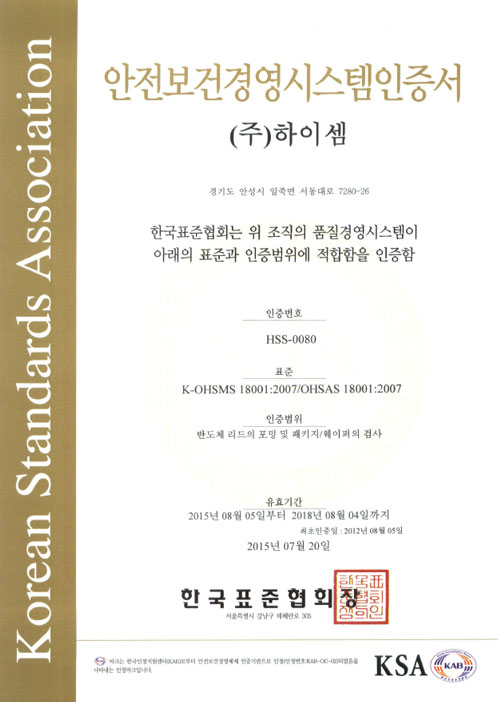 Korean Standards Association
안전보건경영시스템인증서
(주)하이셈
경기도 안성시 일죽면 서동대로 7280-26
한국표준협회는 위 조직의 품질경영시스템이
아래의 표준과 인증범위에 적합함을 인증함
인증번호
HSS-0080
표준
K-OHSMS 18001:2007/OHSAS 18001:2007
인증범위
반도체 리드의 포밍 및 패키지/웨이퍼의 검사
유효기간
2015년 08월 05일부터 2018년 08월 04일까지
최초인증일 : 2012년 08월 05일
2015년 07월 20일
한국표준협회장
서울특별시 강남구 테헤란로 305
마크는 한국인정지원센터(KAB)로부터 안전보건경영체제 인증기관으로 인정(인정번호:KAB-OC-02)되었음을
나타내는 인정마크입니다.
KSA
KAB